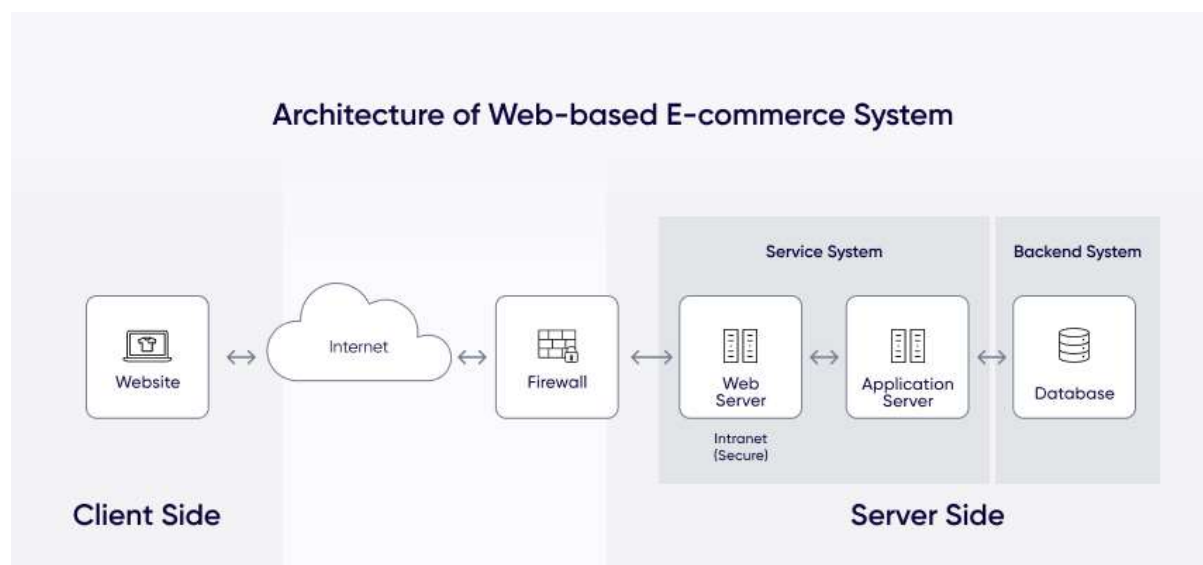 Architecture of Web-based E-commerce System
Service System
Backend System
Website
Internet
Firewall
Web
Server
Application
Server
Database
Intranet
(Secure)
Client Side
Server Side